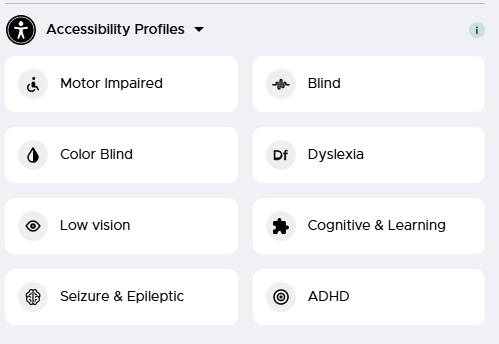 Accessibility Profiles
i
Motor Impaired
Blind
Color Blind
Df
Dyslexia
Low vision
Cognitive & Learning
Seizure & Epileptic
ADHD